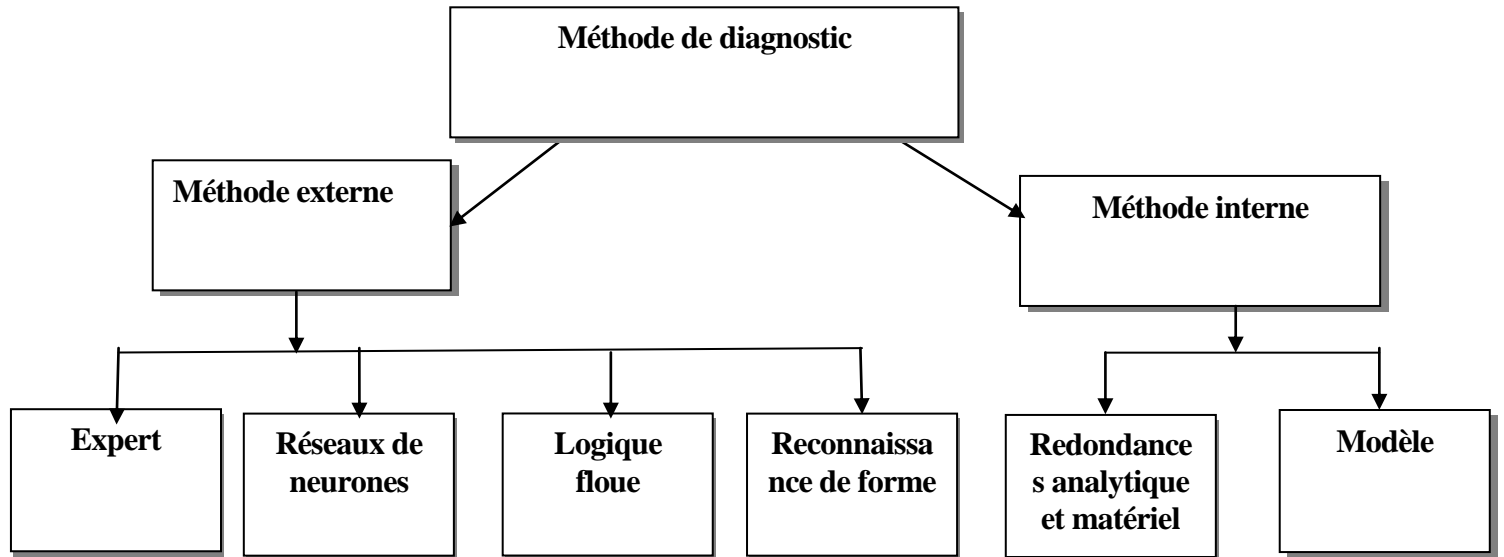 Méthode de diagnostic
Méthode externe
Méthode interne
Expert
Réseaux de
neurones
Logique
floue
Reconnaissa
nce de forme
Redondance
s analytique
et matériel
Modèle